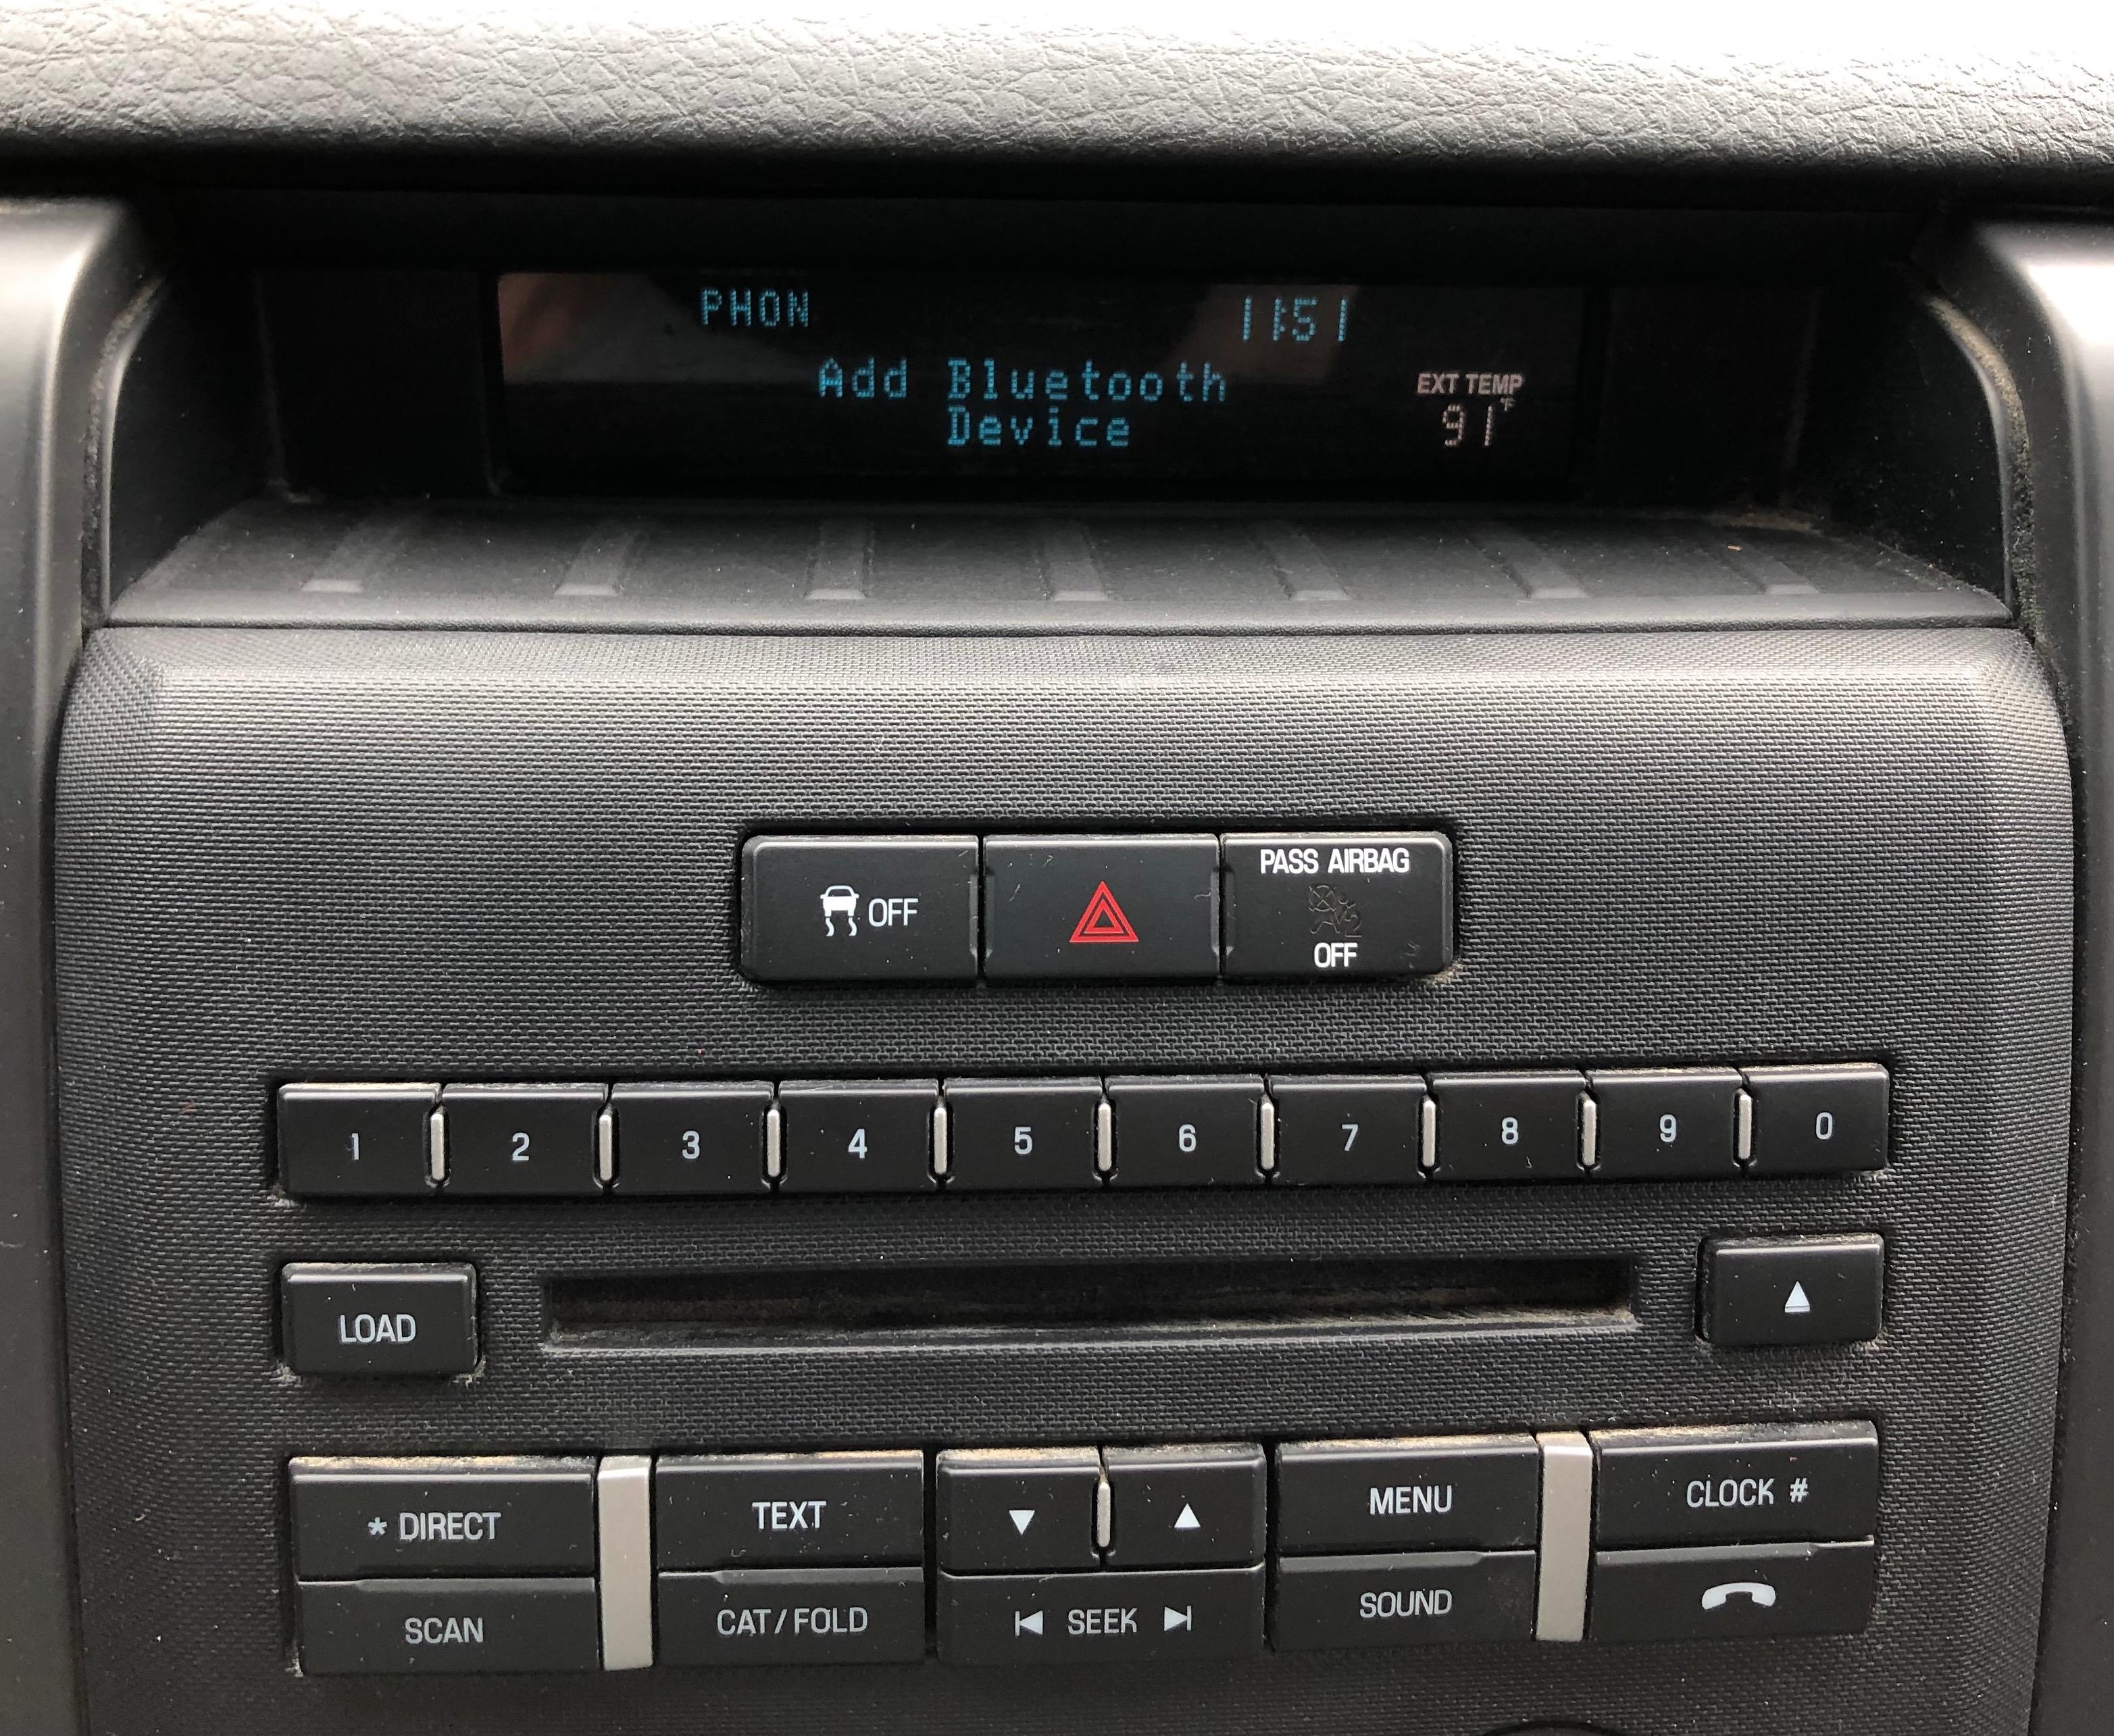 PHON 11:51
Add Bluetooth
Device
EXT TEMP
91°F
OFF
PASS AIRBAG
OFF
1 2 3 4 5 6 7 8 9 0
LOAD
* DIRECT TEXT MENU CLOCK #
SCAN CAT/FOLD SEEK SOUND